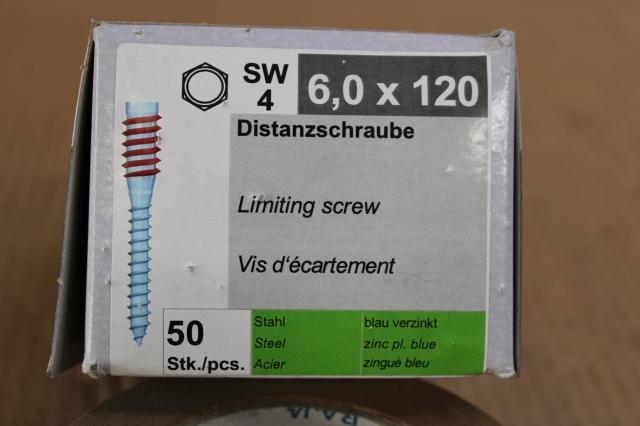 SW
4
6,0 x 120
Distanzschraube
Limiting screw
Vis d'écartement
50
Stk./pcs.
Stahl blau verzinkt
Steel zinc pl. blue
Acier zingué bleu
RAJA